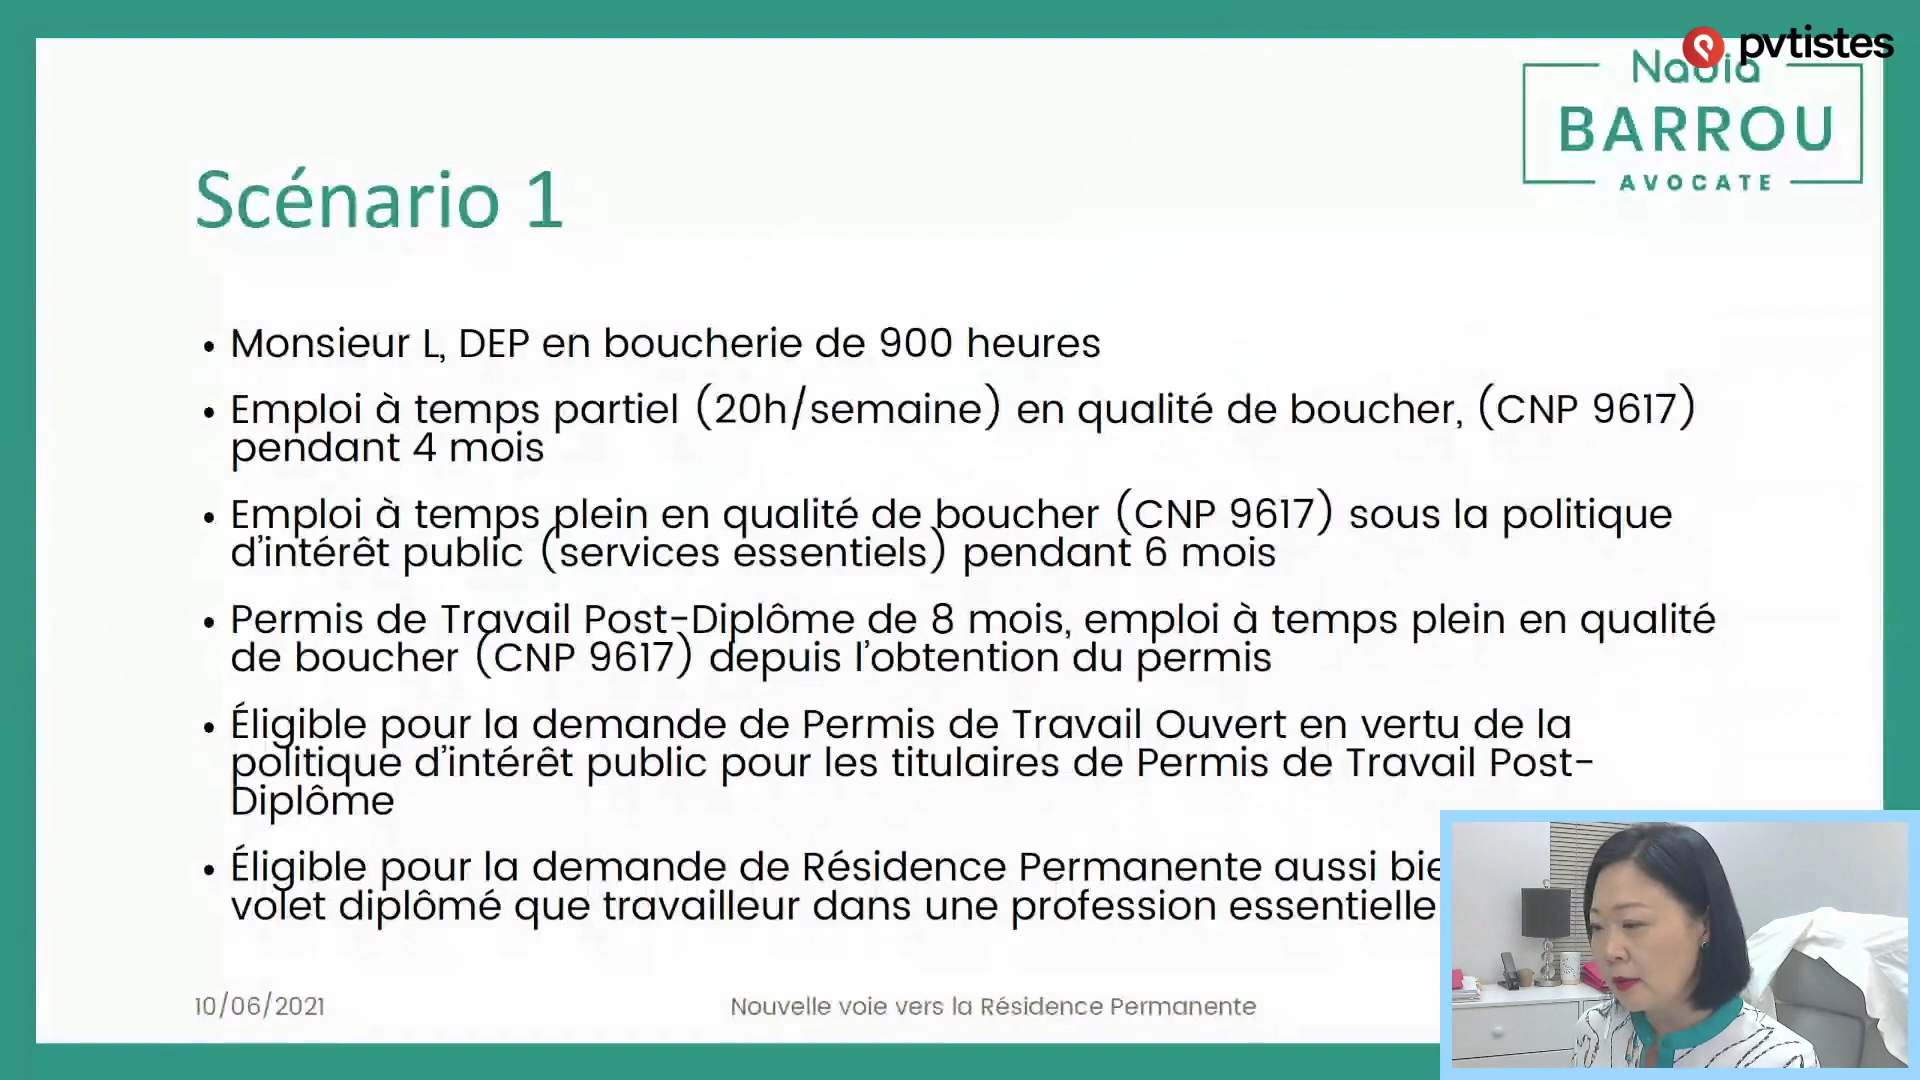 pvtistes
Nadia
BARROU
AVOCATE
Scénario 1
• Monsieur L, DEP en boucherie de 900 heures
• Emploi à temps partiel (20h/semaine) en qualité de boucher, (CNP 9617)
pendant 4 mois
• Emploi à temps plein en qualité de boucher (CNP 9617) sous la politique
d'intérêt public (services essentiels) pendant 6 mois
• Permis de Travail Post-Diplôme de 8 mois, emploi à temps plein en qualité
de boucher (CNP 9617) depuis l'obtention du permis
• Éligible pour la demande de Permis de Travail Ouvert en vertu de la
politique d'intérêt public pour les titulaires de Permis de Travail Post-
Diplôme
• Éligible pour la demande de Résidence Permanente aussi bie
volet diplômé que travailleur dans une profession essentielle
10/06/2021
Nouvelle voie vers la Résidence Permanente